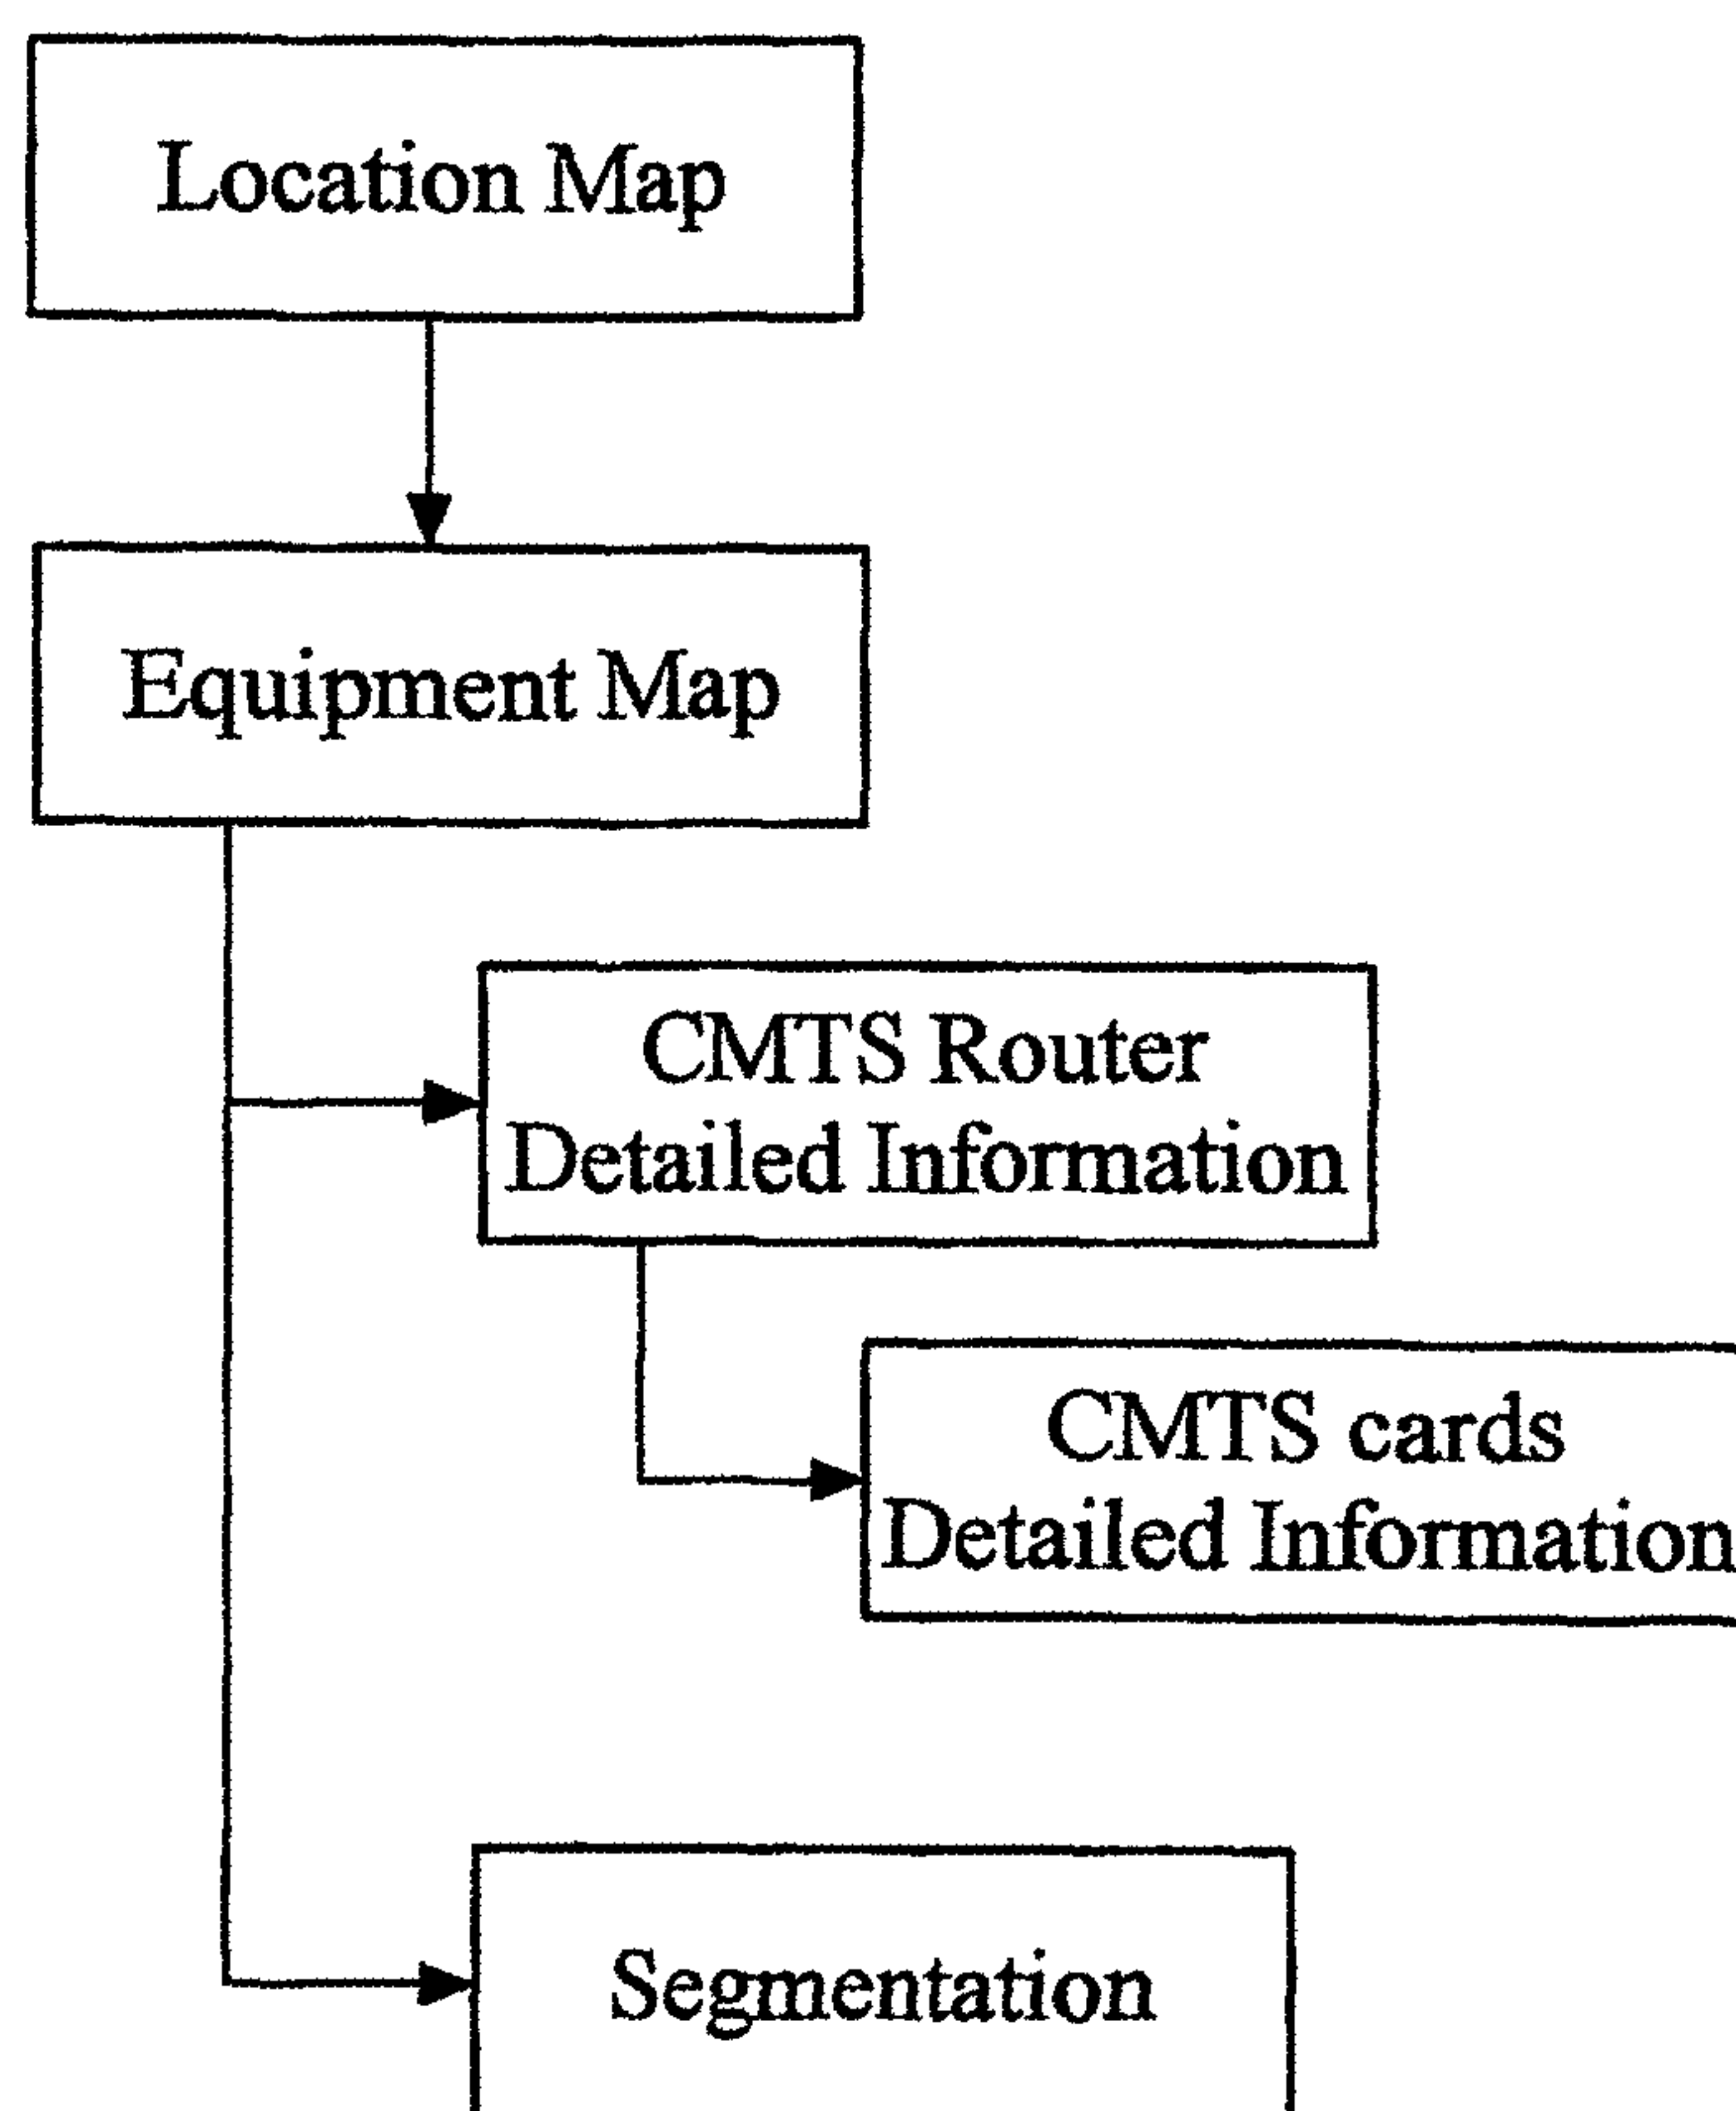 Location Map
Equipment Map
CMTS Router
Detailed Information
CMTS cards
Detailed Information
Segmentation